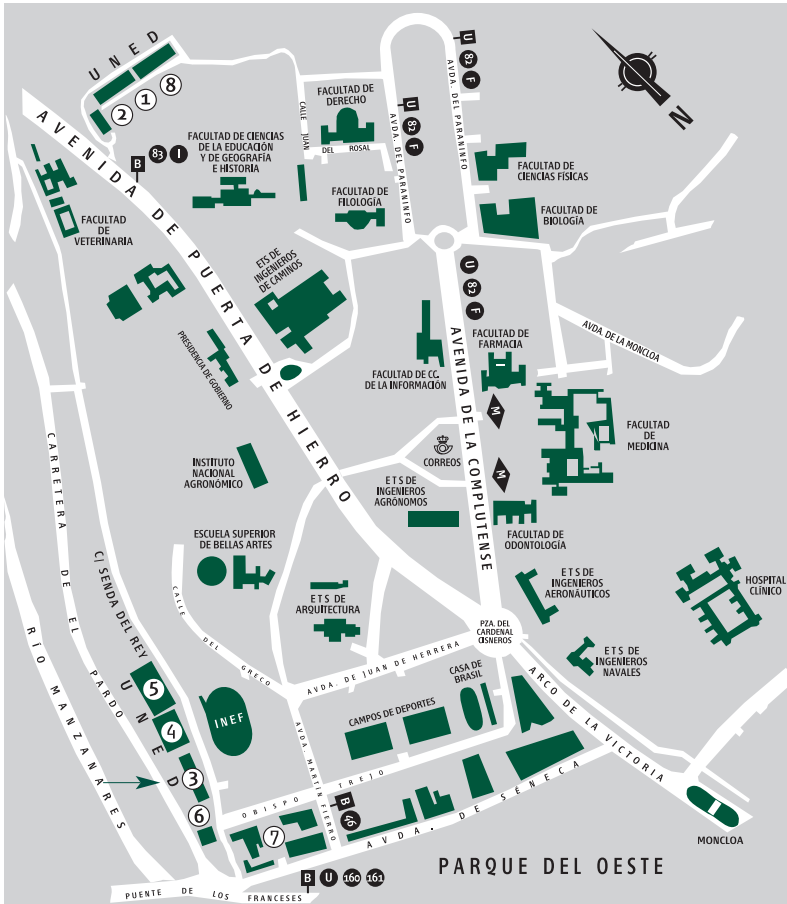 UNED
2
1
8
AVENIDA DE PUERTA DE HIERRO
B 83 I
FACULTAD DE CIENCIAS
DE LA EDUCACIÓN
Y DE GEOGRAFÍA
E HISTORIA
CALLE JUAN
DEL ROSAL
FACULTAD DE
DERECHO
U
82
F
AVDA. DEL PARANINFO
U
82
F
AVDA. DEL PARANINFO
N
FACULTAD DE
CIENCIAS FÍSICAS
FACULTAD DE
BIOLOGÍA
FACULTAD DE
FILOLOGÍA
FACULTAD
DE
VETERINARIA
ETS DE
INGENIEROS
DE CAMINOS
PRESIDENCIA DE GOBIERNO
U
82
F
AVENIDA DE LA COMPLUTENSE
FACULTAD DE
FARMACIA
AVDA. DE LA MONCLOA
FACULTAD DE CC.
DE LA INFORMACIÓN
M
FACULTAD
DE
MEDICINA
CORREOS
M
INSTITUTO
NACIONAL
AGRONÓMICO
E T S DE
INGENIEROS
AGRÓNOMOS
FACULTAD DE
ODONTOLOGÍA
ESCUELA SUPERIOR
DE BELLAS ARTES
E T S DE
ARQUITECTURA
E T S DE
INGENIEROS
AERONÁUTICOS
HOSPITAL
CLÍNICO
CARRETERA DE EL PARDO
C/ SENDA DEL REY
CALLE DEL GRECO
RÍO MANZANARES
PZA. DEL
CARDENAL
CISNEROS
E T S DE
INGENIEROS
NAVALES
AVDA. DE JUAN DE HERRERA
CASA DE
BRASIL
ARCO DE LA VICTORIA
UNED
5
4
3
6
INEF
CAMPOS DE DEPORTES
AVDA. MARTÍN FIERRO
OBISPO TREJO
7
B
46
AVDA. DE SÉNECA
MONCLOA
PARQUE DEL OESTE
B U 160 161
PUENTE DE LOS FRANCESES